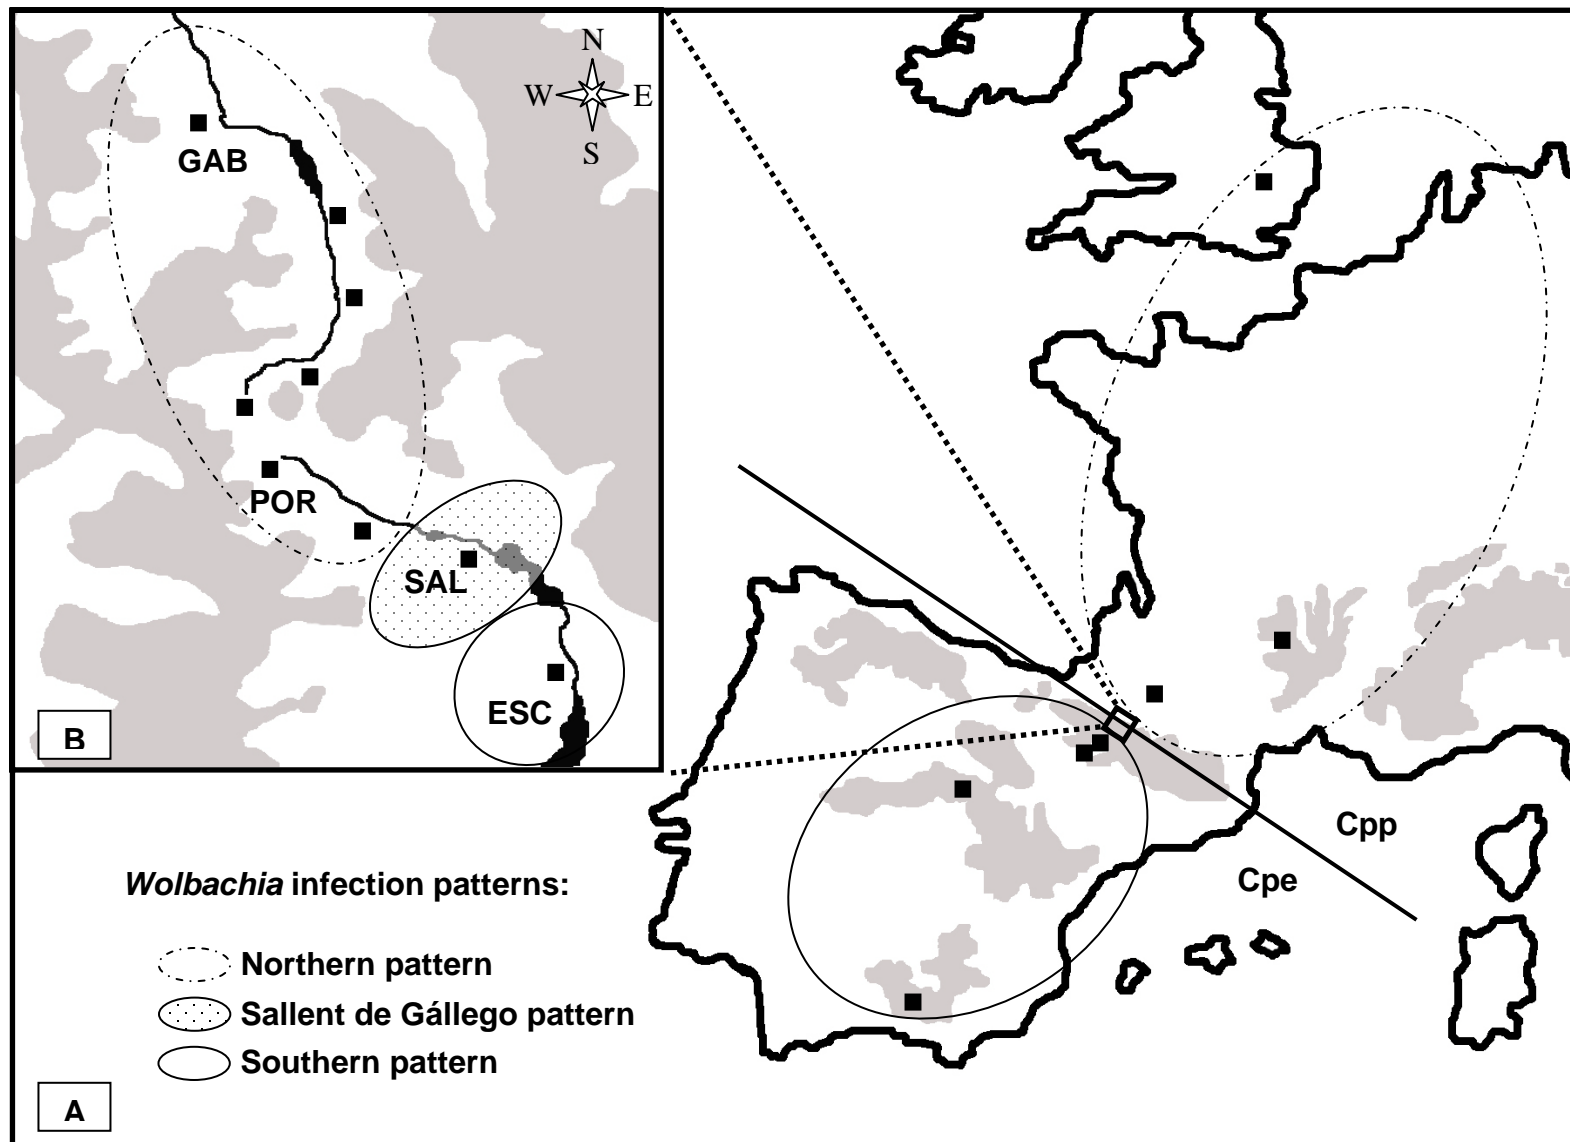 N
W E
S
GAB
POR
SAL
ESC
B
Cpp
Cpe
Wolbachia infection patterns:
Northern pattern
Sallent de Gállego pattern
Southern pattern
A